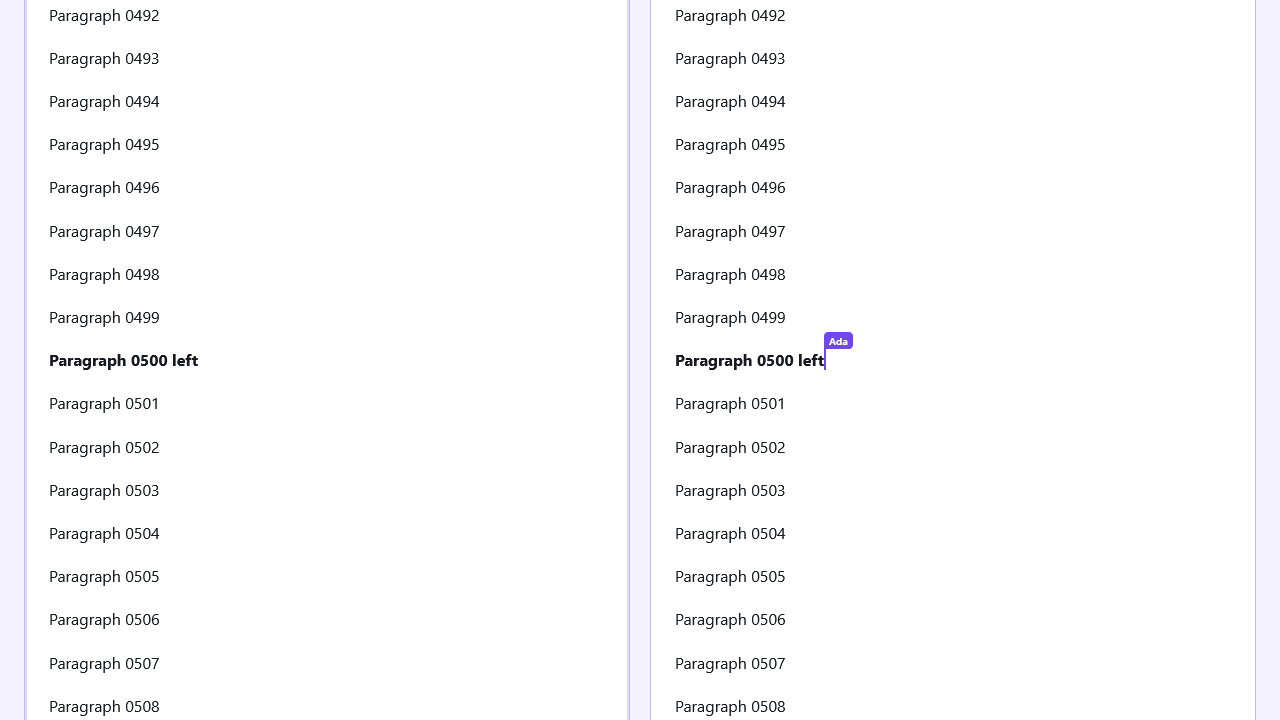 Paragraph 0492
Paragraph 0493
Paragraph 0494
Paragraph 0495
Paragraph 0496
Paragraph 0497
Paragraph 0498
Paragraph 0499
Paragraph 0500 left
Paragraph 0501
Paragraph 0502
Paragraph 0503
Paragraph 0504
Paragraph 0505
Paragraph 0506
Paragraph 0507
Paragraph 0508
Paragraph 0492
Paragraph 0493
Paragraph 0494
Paragraph 0495
Paragraph 0496
Paragraph 0497
Paragraph 0498
Paragraph 0499
Ada
Paragraph 0500 left
Paragraph 0501
Paragraph 0502
Paragraph 0503
Paragraph 0504
Paragraph 0505
Paragraph 0506
Paragraph 0507
Paragraph 0508